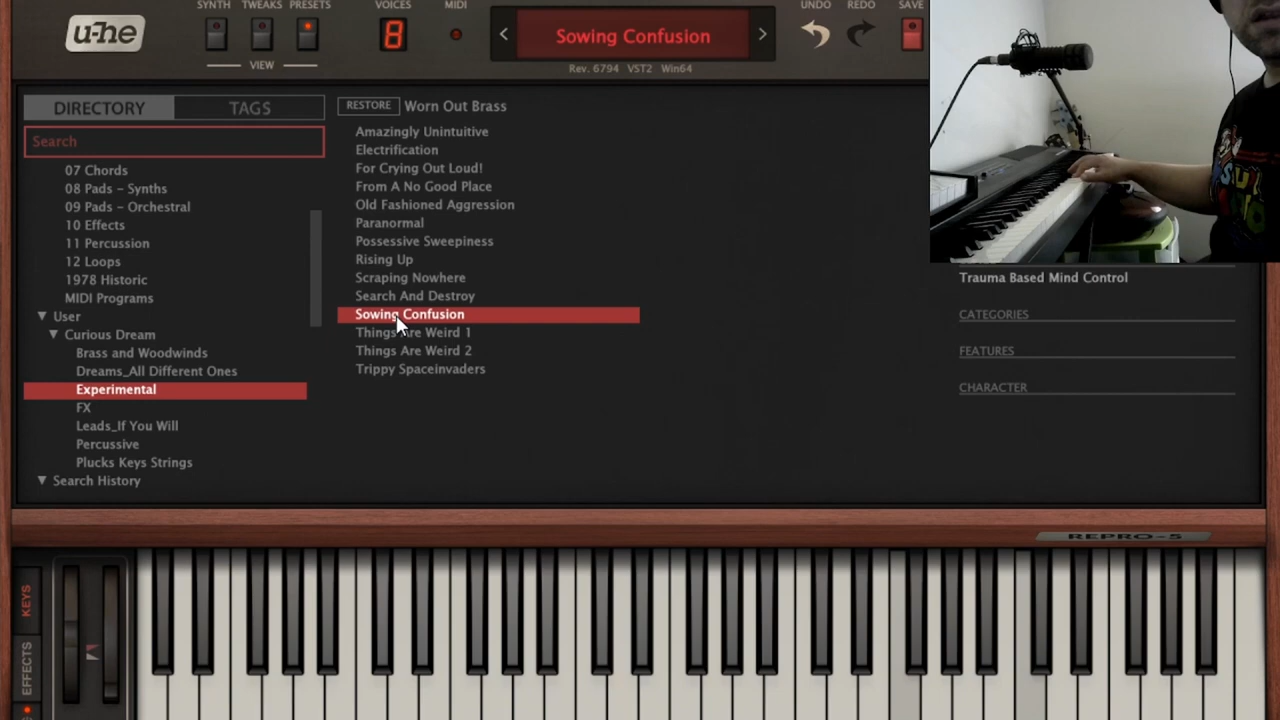 SYNTH TWEAKS PRESETS VOICES MIDI UNDO REDO SAVE
u-he
8
Sowing Confusion
VIEW
Rev. 6794 VST2 Win64
DIRECTORY TAGS
RESTORE Worn Out Brass
Search
07 Chords
08 Pads - Synths
09 Pads - Orchestral
10 Effects
11 Percussion
12 Loops
1978 Historic
MIDI Programs
User
Curious Dream
Brass and Woodwinds
Dreams_All Different Ones
Experimental
FX
Leads_If You Will
Percussive
Plucks Keys Strings
Search History
Amazingly Unintuitive
Electrification
For Crying Out Loud!
From A No Good Place
Old Fashioned Aggression
Paranormal
Possessive Sweepiness
Rising Up
Scraping Nowhere
Search And Destroy
Sowing Confusion
Things Are Weird 1
Things Are Weird 2
Trippy Spaceinvaders
Trauma Based Mind Control
CATEGORIES
FEATURES
CHARACTER
REPRO-5
KEYS
EFFECTS